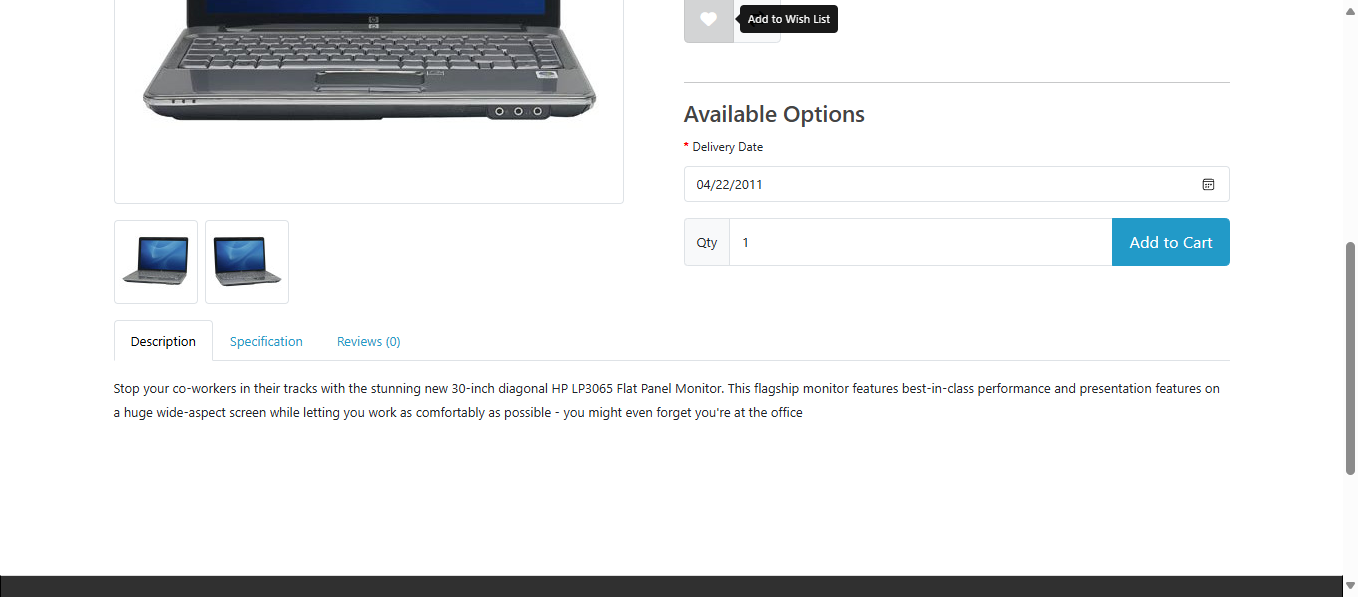 Add to Wish List
Available Options
* Delivery Date
04/22/2011
Qty
1
Add to Cart
Description
Specification
Reviews (0)
Stop your co-workers in their tracks with the stunning new 30-inch diagonal HP LP3065 Flat Panel Monitor. This flagship monitor features best-in-class performance and presentation features on
a huge wide-aspect screen while letting you work as comfortably as possible - you might even forget you're at the office